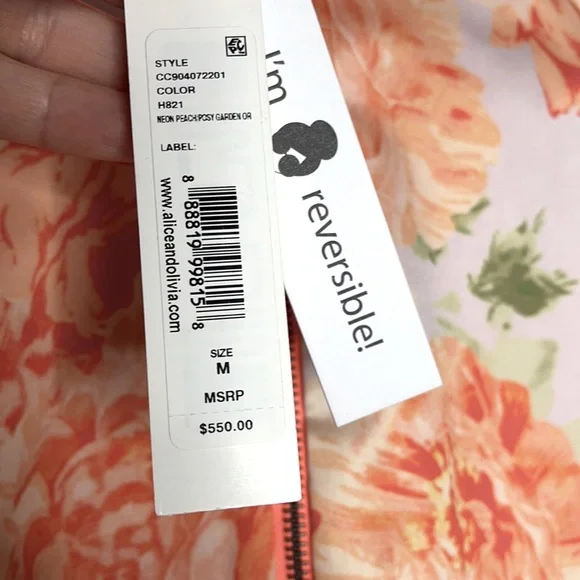 STYLE
CC904072201
COLOR
H821
NEON PEACH/POSY GARDEN OR
LABEL:
8 88819 99815 8
www.aliceandolivia.com
SIZE
M
MSRP
$550.00
I'm
reversible!